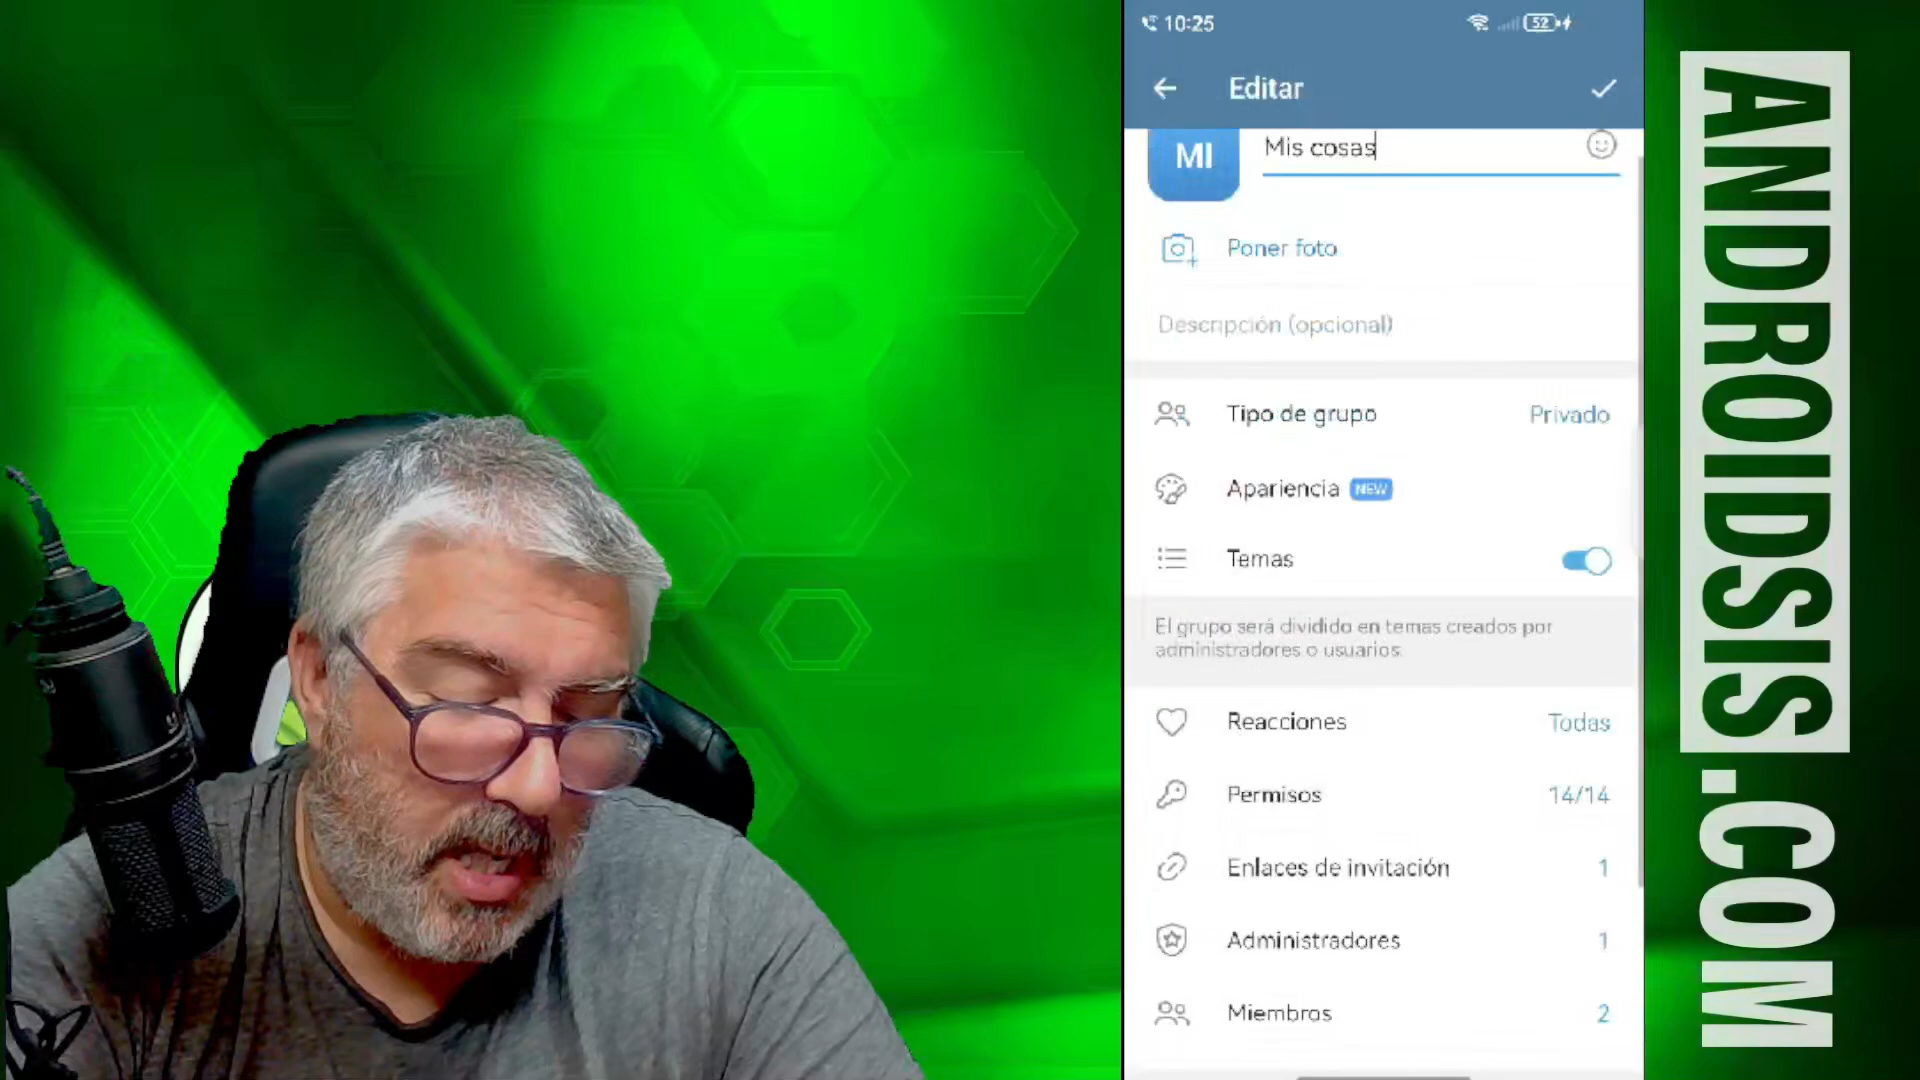 10:25
52
Editar
MI
Mis cosas
Poner foto
Descripción (opcional)
Tipo de grupo
Privado
Apariencia
NEW
Temas
El grupo será dividido en temas creados por
administradores o usuarios.
Reacciones
Todas
Permisos
14/14
Enlaces de invitación
1
Administradores
1
Miembros
2
ANDROIDSIS.COM